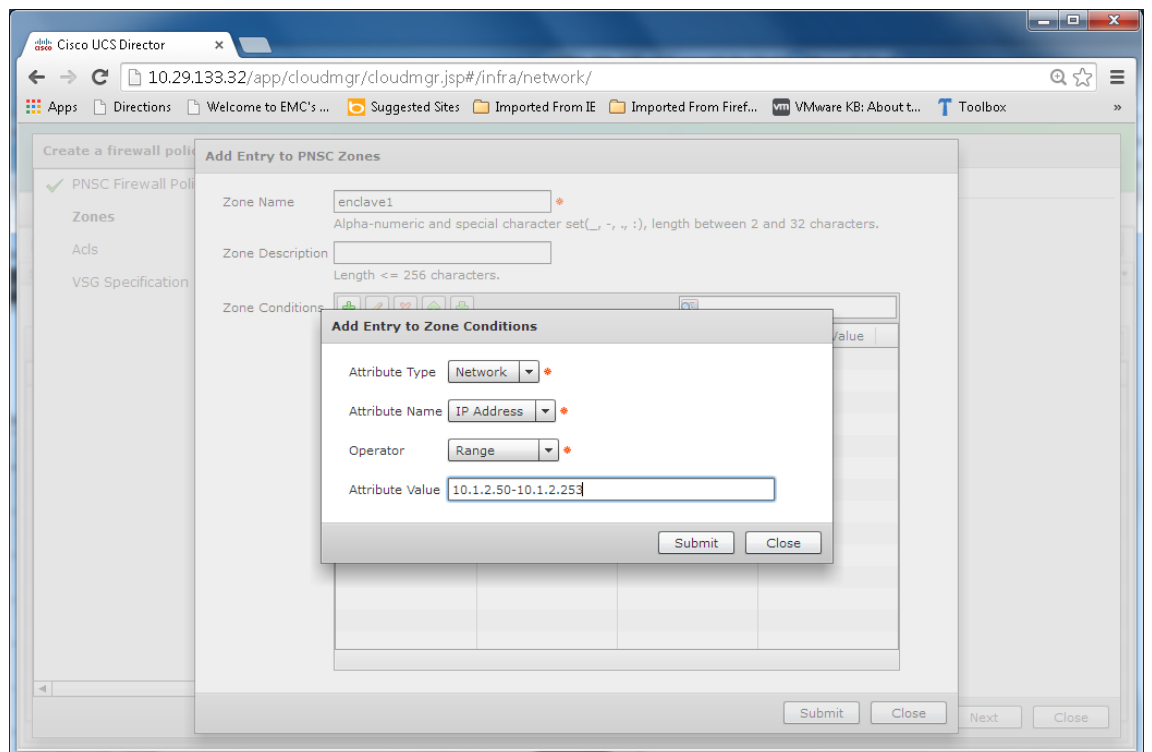 cisco Cisco UCS Director
10.29.133.32/app/cloudmgr/cloudmgr.jsp#/infra/network/
Apps Directions Welcome to EMC's ... Suggested Sites Imported From IE Imported From Firef... vm VMware KB: About t... Toolbox »
Create a firewall poli
Add Entry to PNSC Zones
PNSC Firewall Poli
Zones
Acls
VSG Specification
Zone Name enclave1 *
Alpha-numeric and special character set(_, -, ., :), length between 2 and 32 characters.
Zone Description
Length <= 256 characters.
Zone Conditions
Value
Add Entry to Zone Conditions
Attribute Type Network *
Attribute Name IP Address *
Operator Range *
Attribute Value 10.1.2.50-10.1.2.253
Submit Close
Submit Close
Next Close